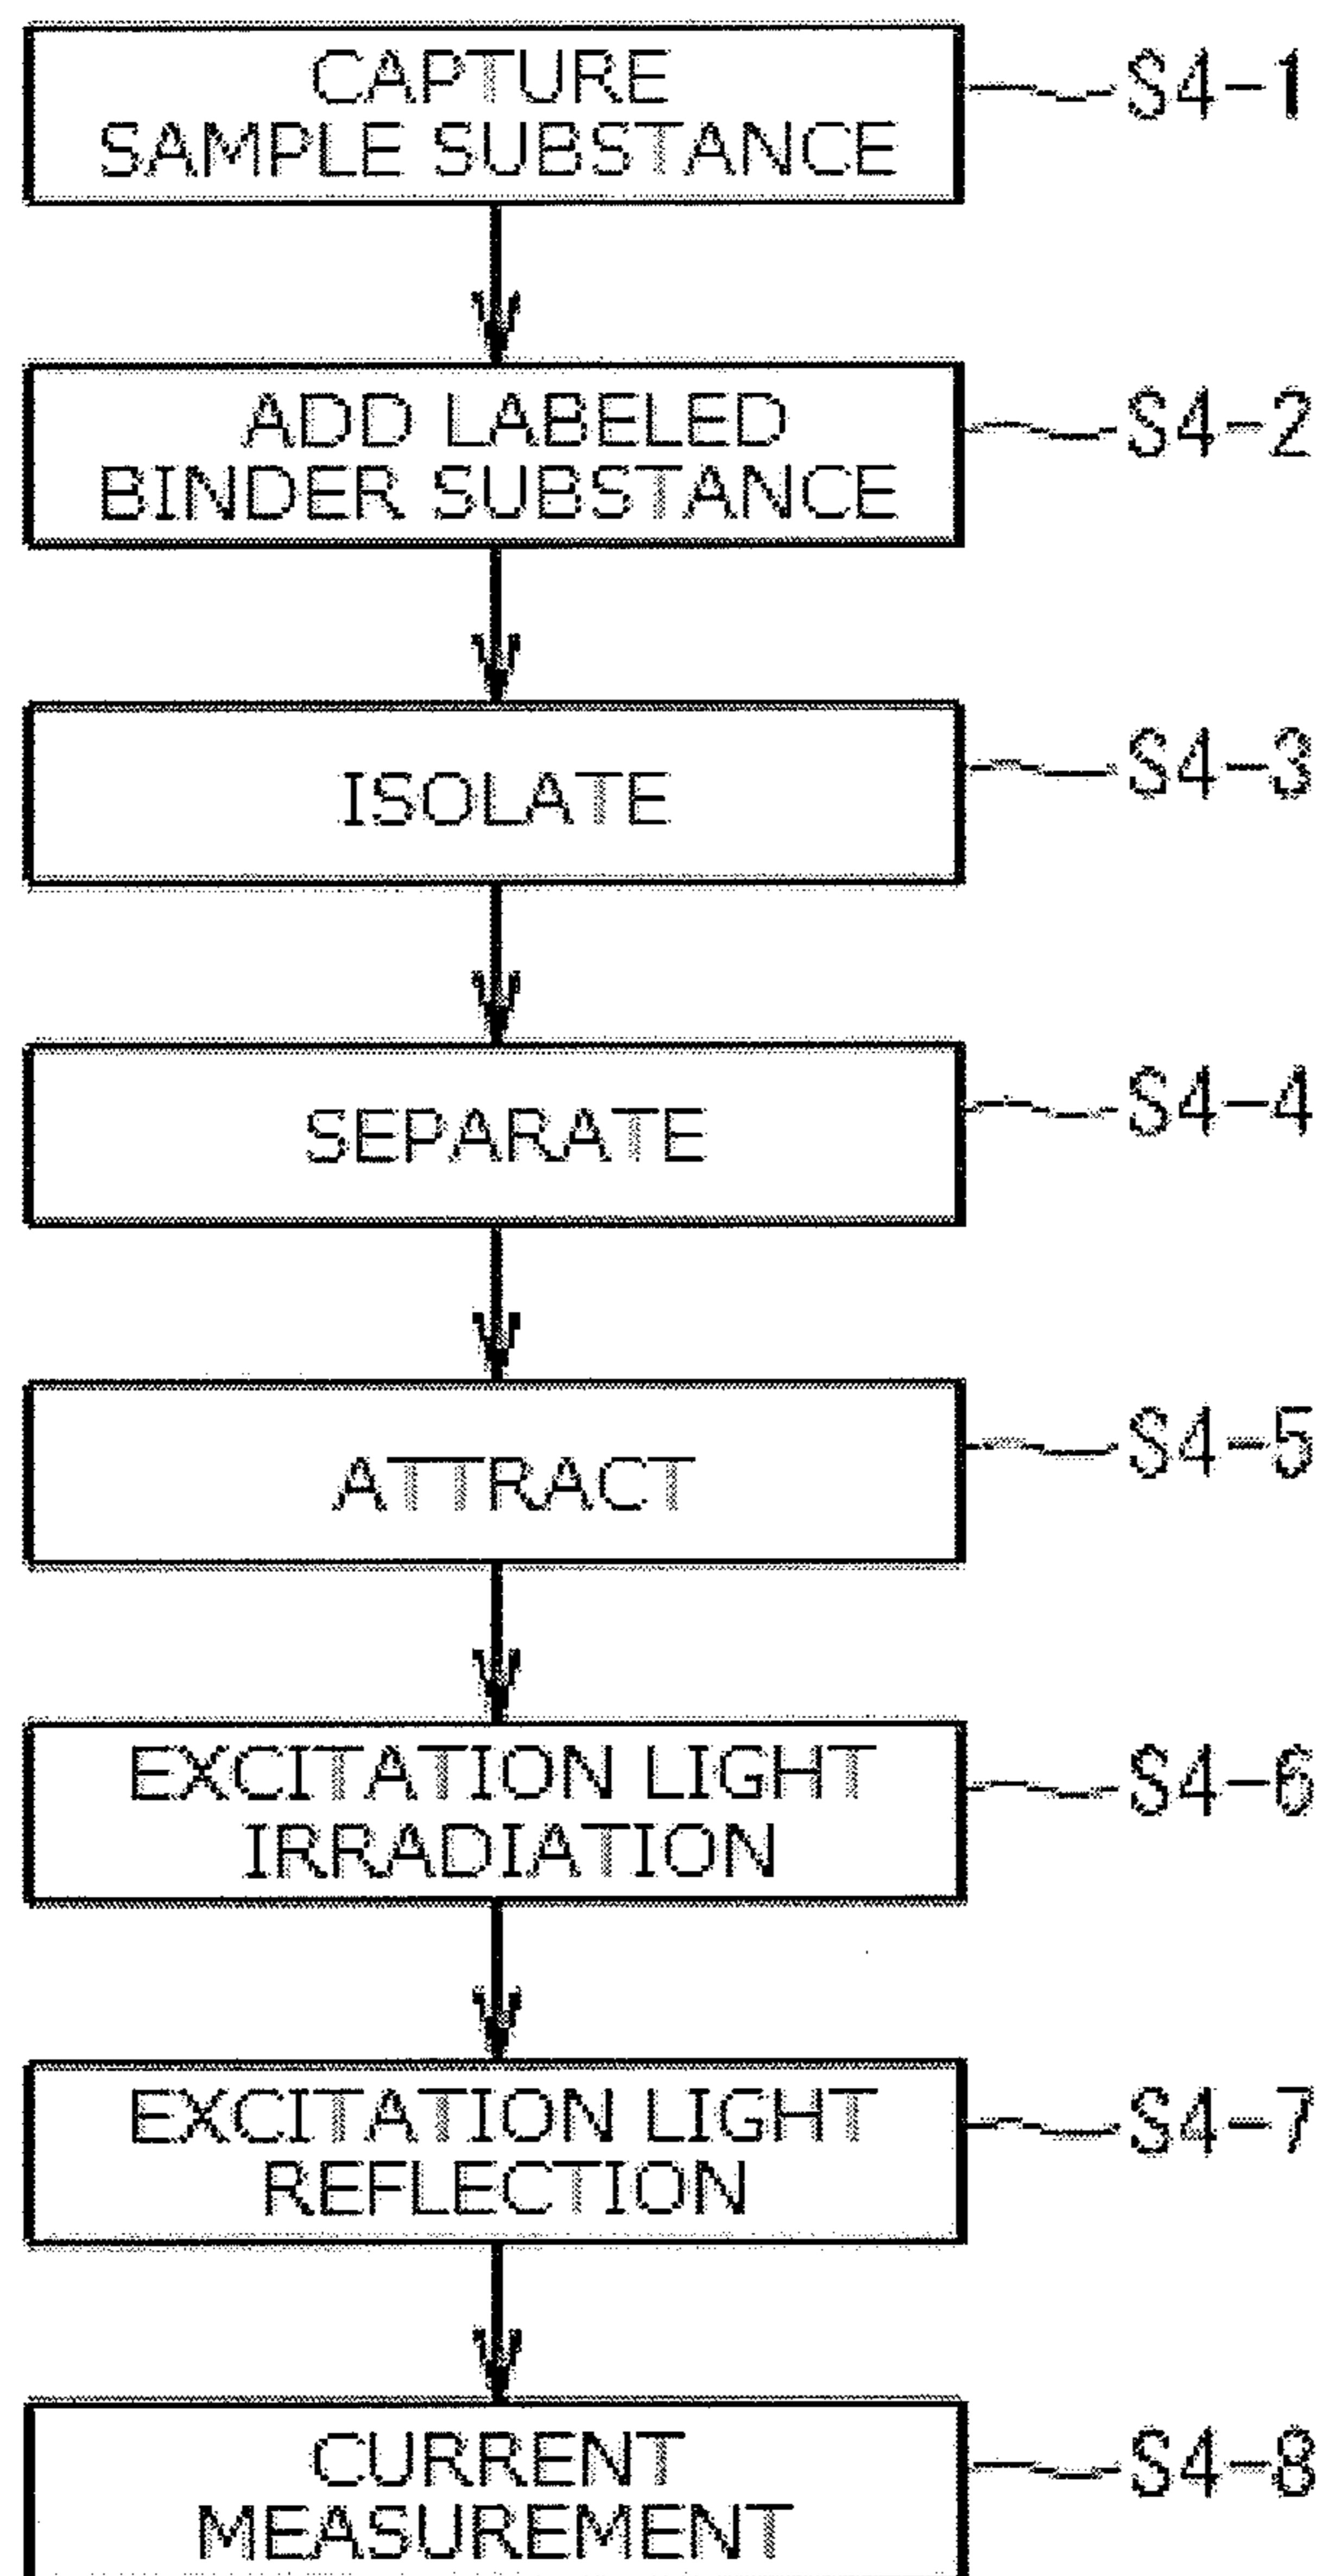 CAPTURE
SAMPLE SUBSTANCE
S4-1
ADD LABELED
BINDER SUBSTANCE
S4-2
ISOLATE
S4-3
SEPARATE
S4-4
ATTRACT
S4-5
EXCITATION LIGHT
IRRADIATION
S4-6
EXCITATION LIGHT
REFLECTION
S4-7
CURRENT
MEASUREMENT
S4-8